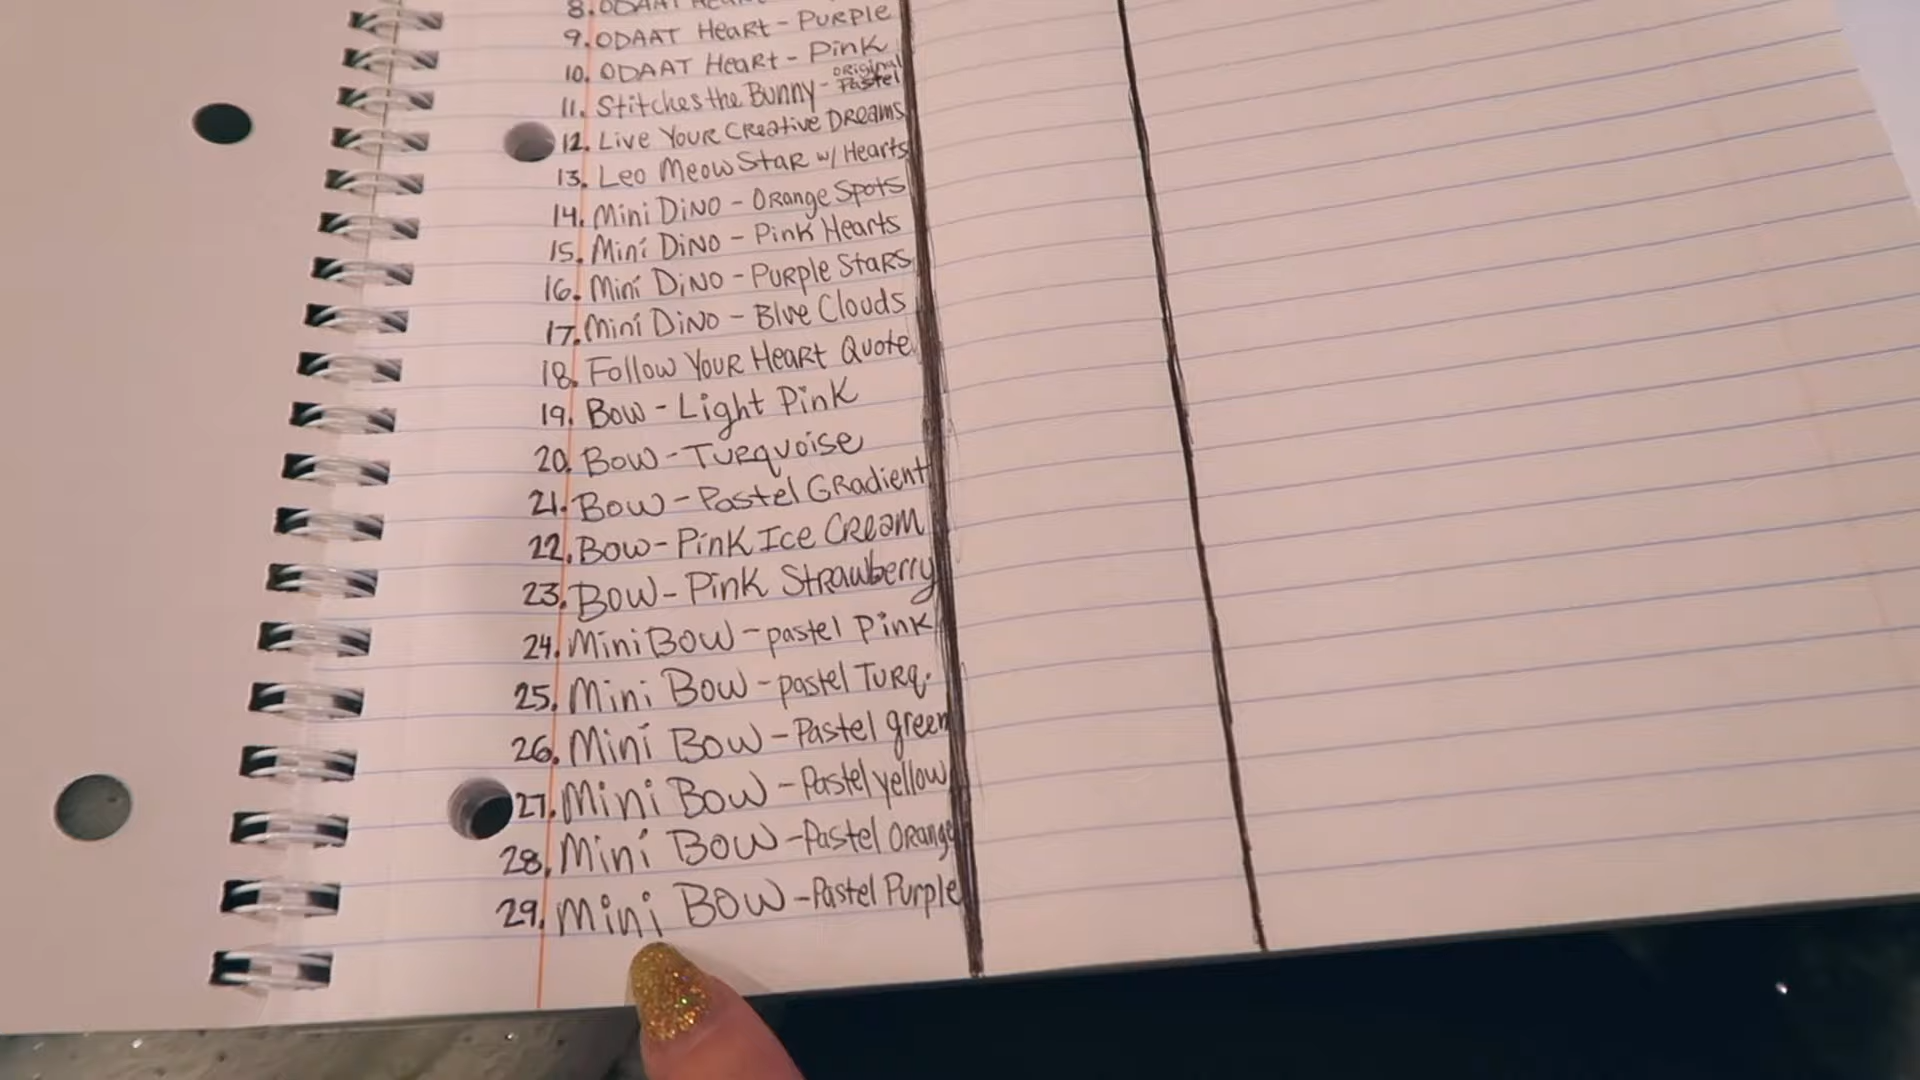 8. ODAAT Heart
9. ODAAT Heart - Purple
10. ODAAT Heart - Pink
11. Stitches the Bunny - original Pastel
12. Live Your Creative Dreams
13. Leo Meow Star w/ Hearts
14. Mini Dino - Orange Spots
15. Mini Dino - Pink Hearts
16. Mini Dino - Purple Stars
17. Mini Dino - Blue Clouds
18. Follow Your Heart Quote
19. Bow - Light Pink
20. Bow - Turquoise
21. Bow - Pastel Gradient
22. Bow - Pink Ice Cream
23. Bow - Pink Strawberry
24. Mini Bow - pastel Pink
25. Mini Bow - pastel Turq.
26. Mini Bow - Pastel green
27. Mini Bow - Pastel yellow
28. Mini Bow - Pastel Orange
29. Mini Bow - Pastel Purple